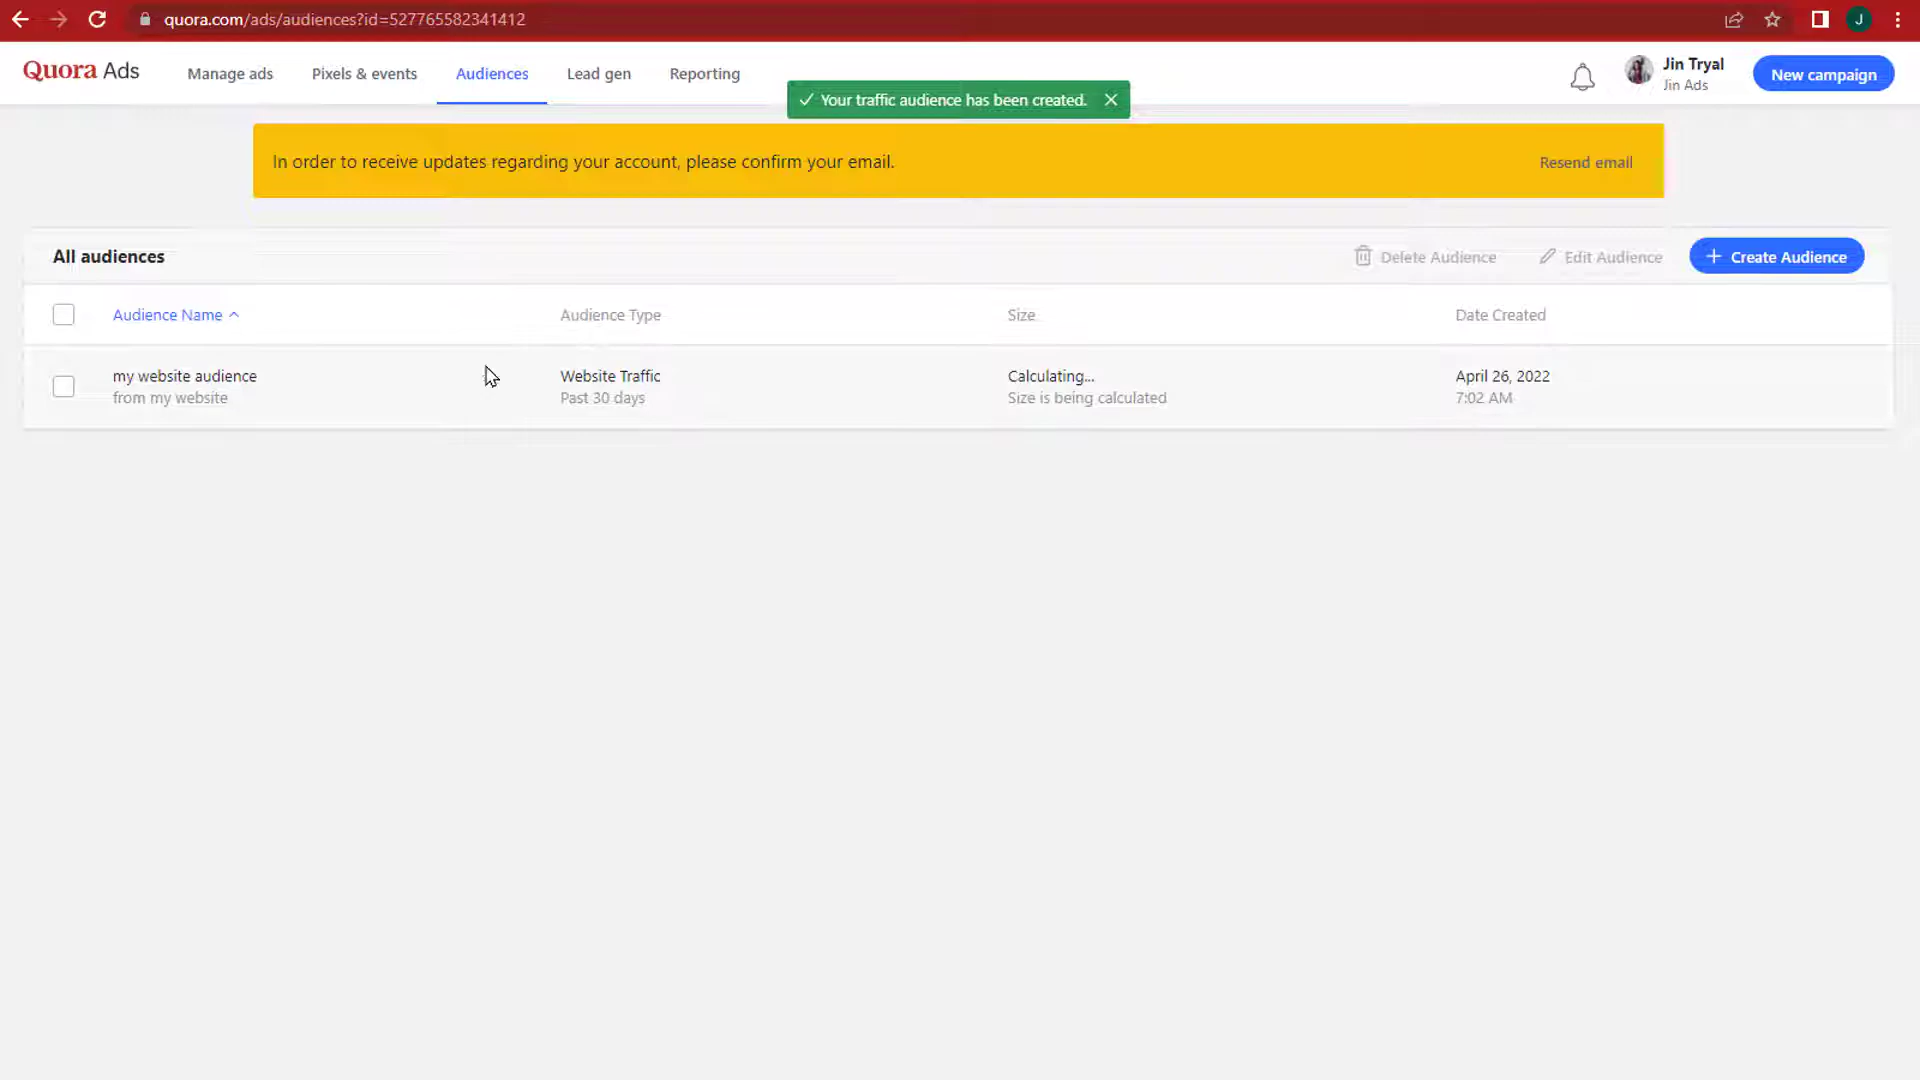 quora.com/ads/audiences?id=527765582341412
J
Quora Ads
Manage ads
Pixels & events
Audiences
Lead gen
Reporting
Jin Tryal
Jin Ads
New campaign
Your traffic audience has been created.
In order to receive updates regarding your account, please confirm your email.
Resend email
All audiences
Delete Audience
Edit Audience
Create Audience
Audience Name
Audience Type
Size
Date Created
my website audience
from my website
Website Traffic
Past 30 days
Calculating...
Size is being calculated
April 26, 2022
7:02 AM